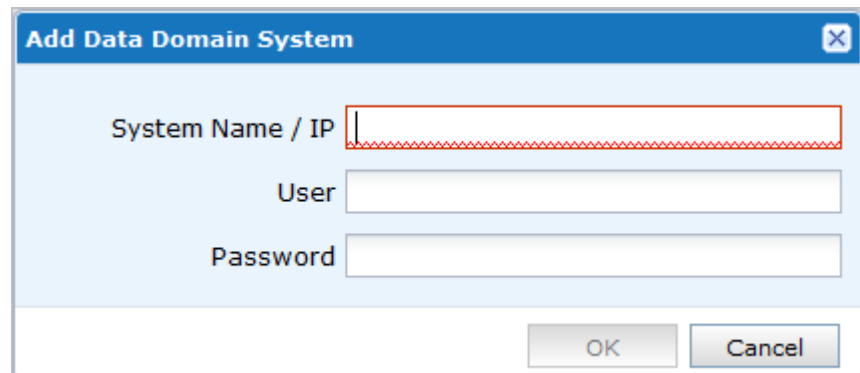 Add Data Domain System
System Name / IP
User
Password
OK Cancel